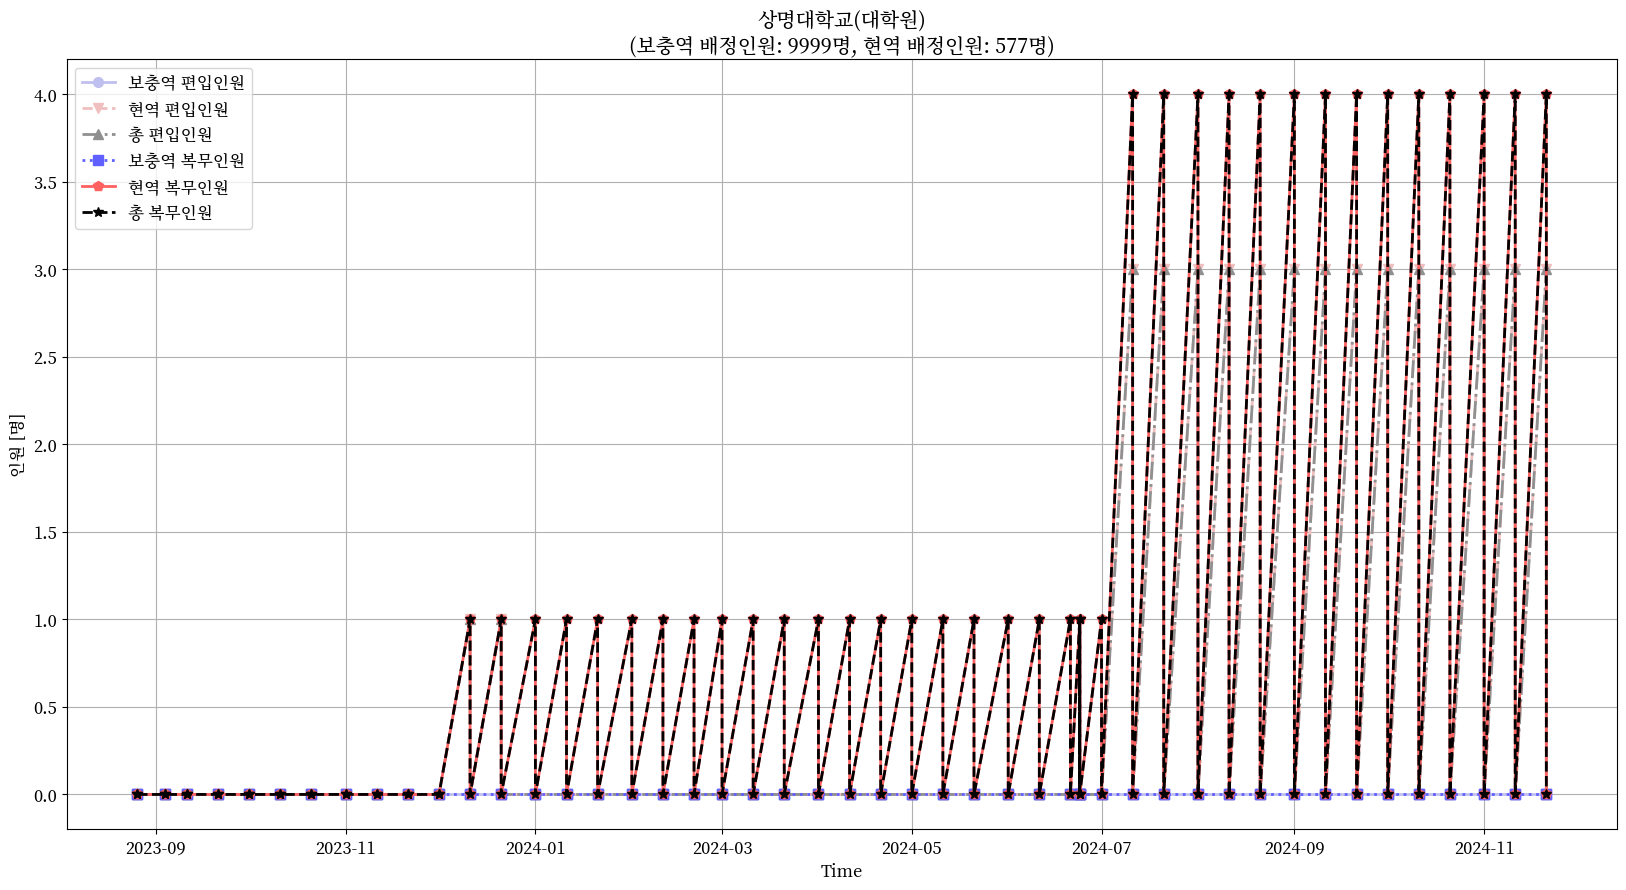 상명대학교(대학원)
(보충역 배정인원: 9999명, 현역 배정인원: 577명)
보충역 편입인원
현역 편입인원
총 편입인원
보충역 복무인원
현역 복무인원
총 복무인원
인원 [명]
4.0
3.5
3.0
2.5
2.0
1.5
1.0
0.5
0.0
2023-09
2023-11
2024-01
2024-03
2024-05
2024-07
2024-09
2024-11
Time